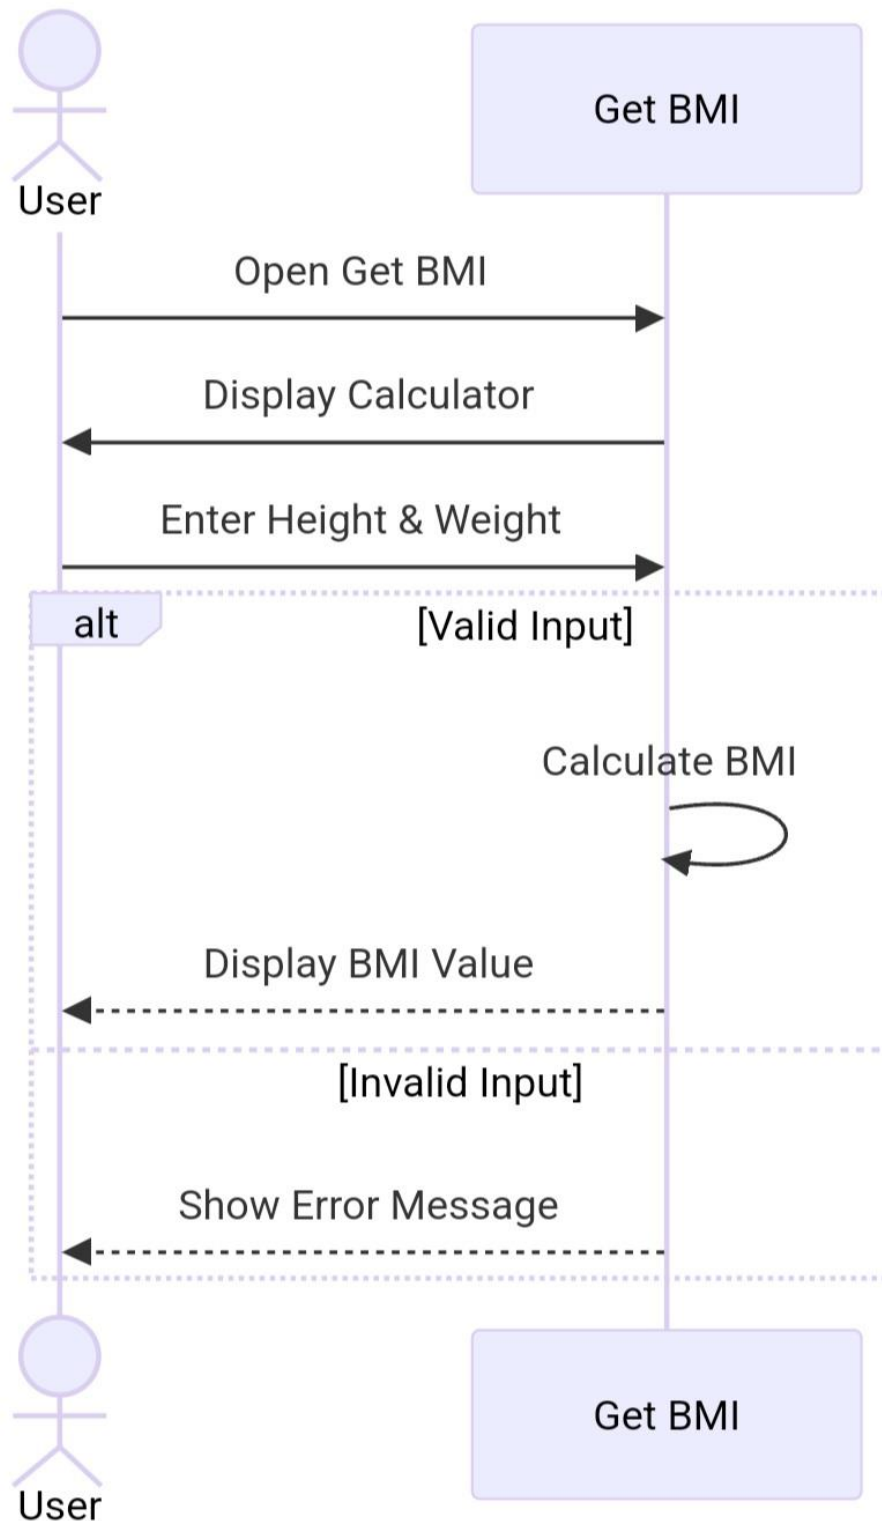 User
Get BMI
Open Get BMI
Display Calculator
Enter Height & Weight
alt
[Valid Input]
Calculate BMI
Display BMI Value
[Invalid Input]
Show Error Message
User
Get BMI